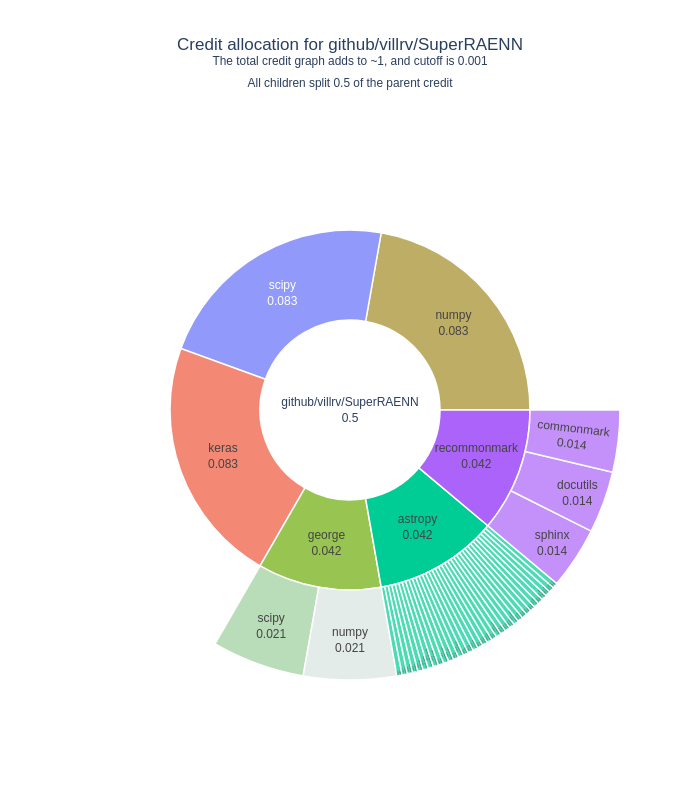 Credit allocation for github/villrv/SuperRAENN
The total credit graph adds to ~1, and cutoff is 0.001
All children split 0.5 of the parent credit
scipy
0.083
numpy
0.083
github/villrv/SuperRAENN
0.5
keras
0.083
recommonmark
0.042
commonmark
0.014
docutils
0.014
sphinx
0.014
astropy
0.042
george
0.042
scipy
0.021
numpy
0.021